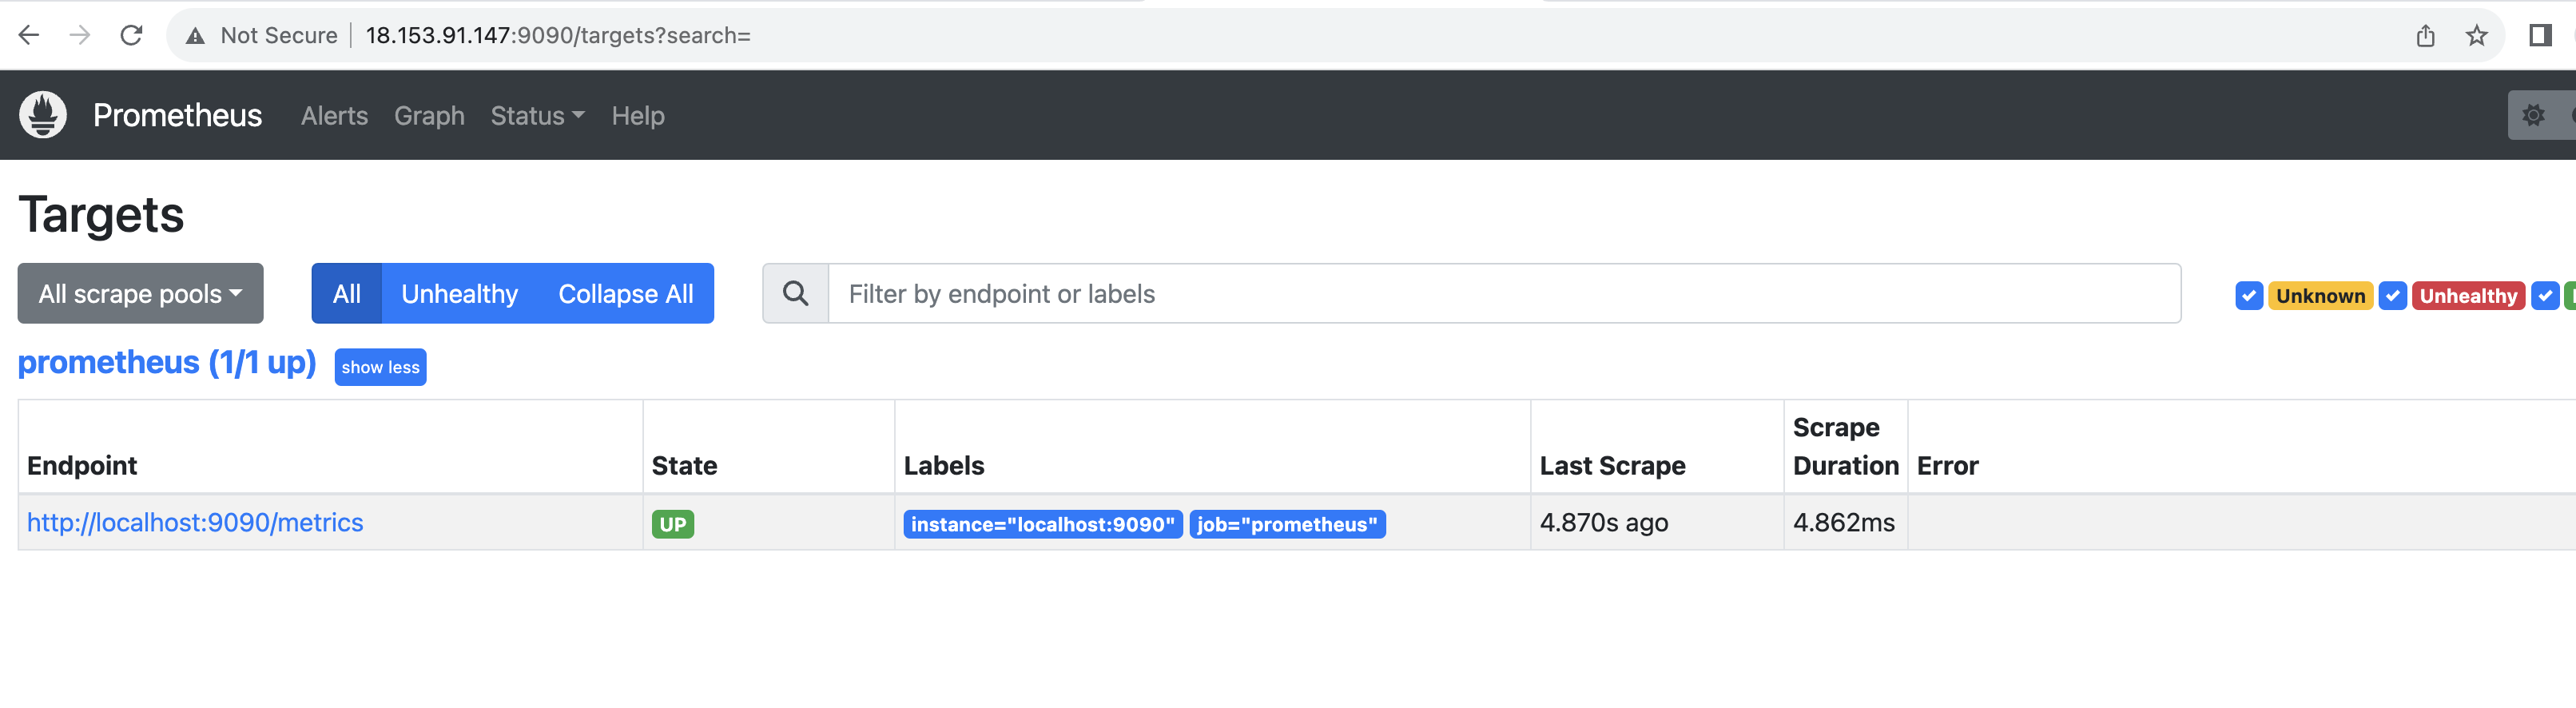 Not Secure 18.153.91.147:9090/targets?search=
Prometheus Alerts Graph Status Help
Targets
All scrape pools All Unhealthy Collapse All Filter by endpoint or labels Unknown Unhealthy
prometheus (1/1 up) show less
Endpoint State Labels Last Scrape Scrape Duration Error
http://localhost:9090/metrics UP instance="localhost:9090" job="prometheus" 4.870s ago 4.862ms